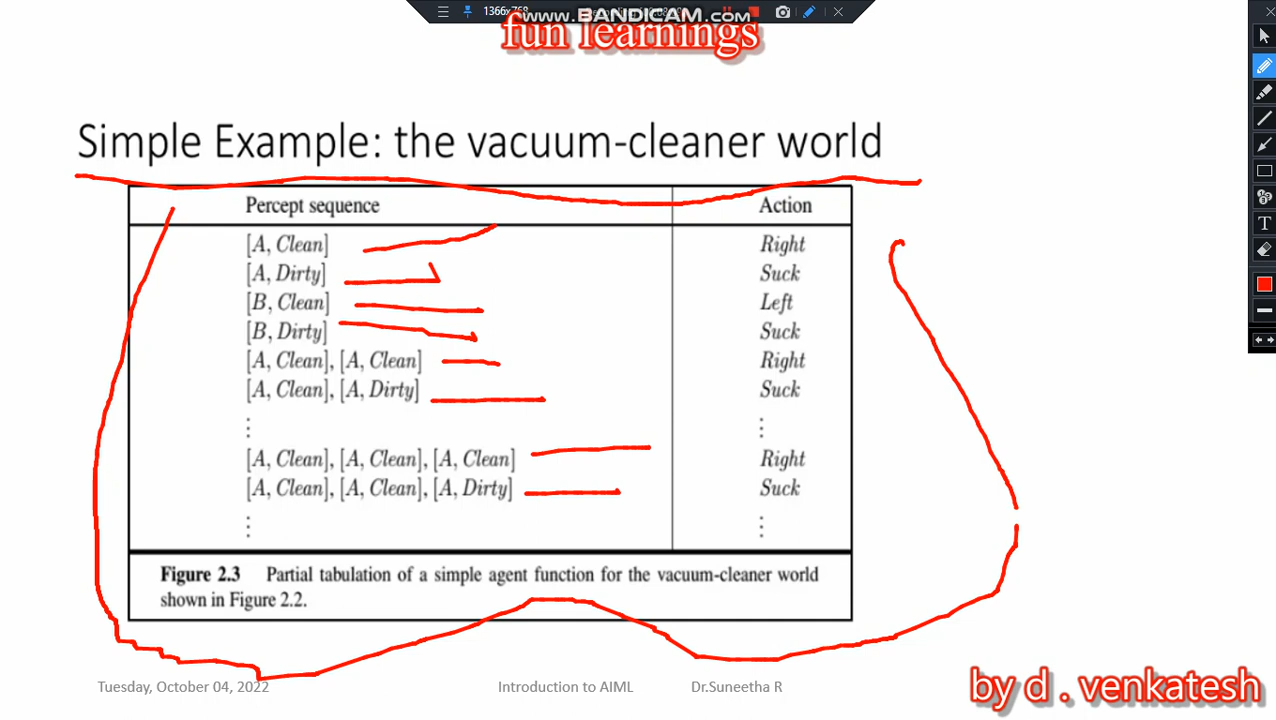 1366x768
www.BANDICAM.com
fun learnings
Simple Example: the vacuum-cleaner world
Percept sequence Action
[A, Clean] Right
[A, Dirty] Suck
[B, Clean] Left
[B, Dirty] Suck
[A, Clean], [A, Clean] Right
[A, Clean], [A, Dirty] Suck
⋮ ⋮
[A, Clean], [A, Clean], [A, Clean] Right
[A, Clean], [A, Clean], [A, Dirty] Suck
⋮ ⋮
Figure 2.3 Partial tabulation of a simple agent function for the vacuum-cleaner world
shown in Figure 2.2.
Tuesday, October 04, 2022 Introduction to AIML Dr.Suneetha R
by d . venkatesh